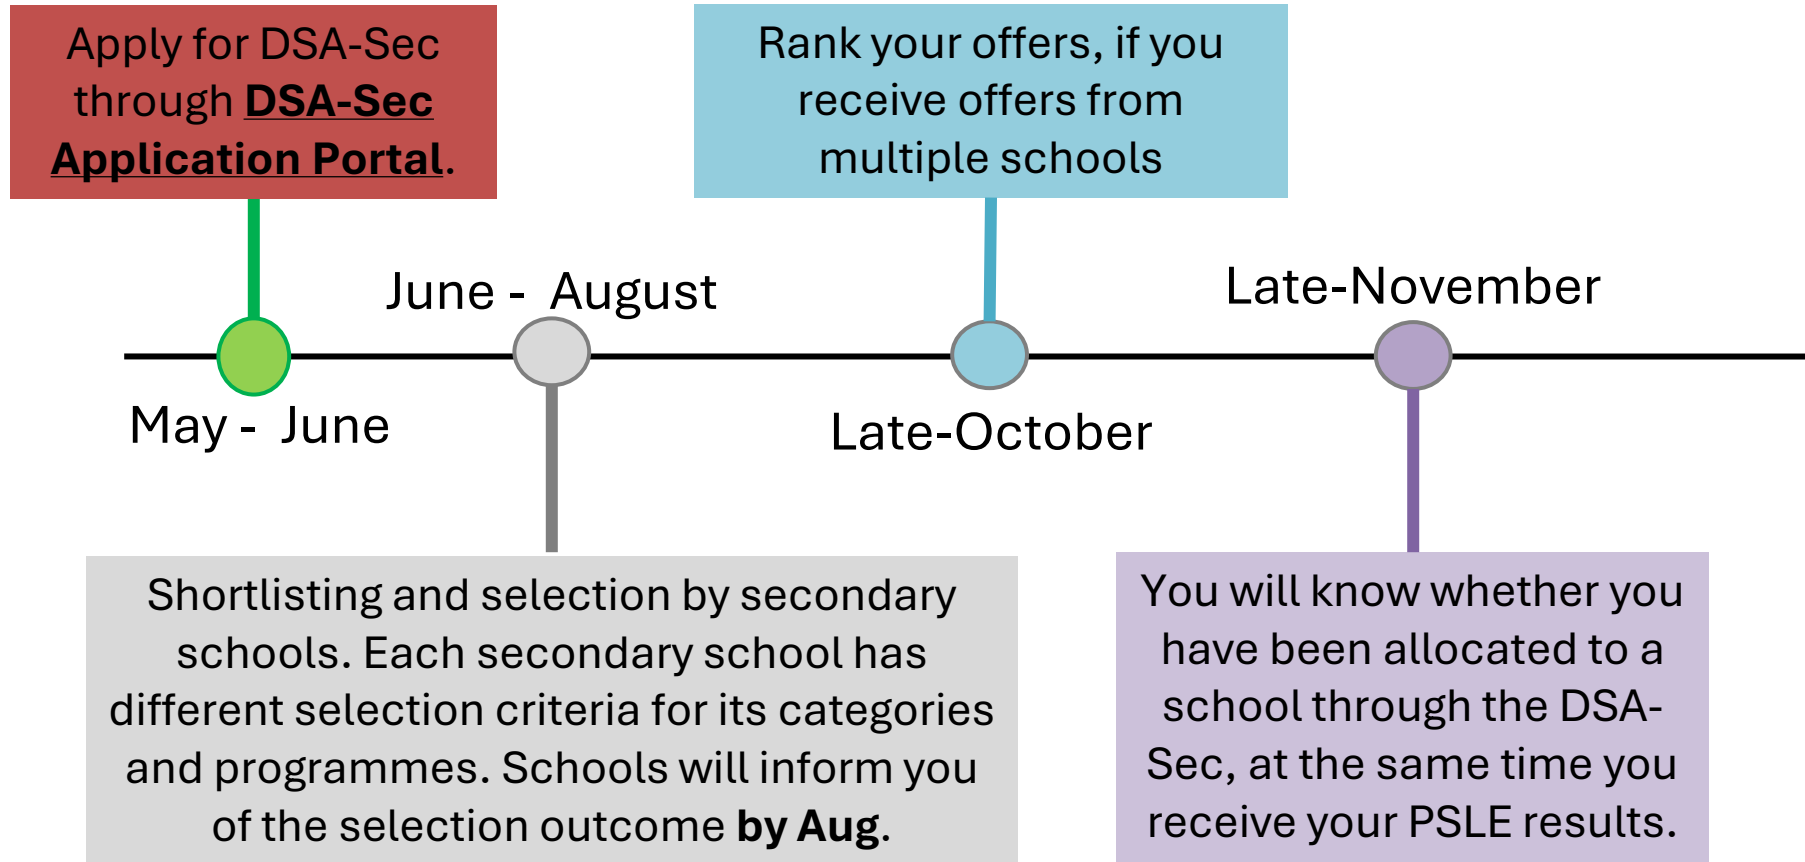 Apply for DSA-Sec
through DSA-Sec
Application Portal.
Rank your offers, if you
receive offers from
multiple schools
June - August
Late-November
May - June
Late-October
Shortlisting and selection by secondary
schools. Each secondary school has
different selection criteria for its categories
and programmes. Schools will inform you
of the selection outcome by Aug.
You will know whether you
have been allocated to a
school through the DSA-
Sec, at the same time you
receive your PSLE results.